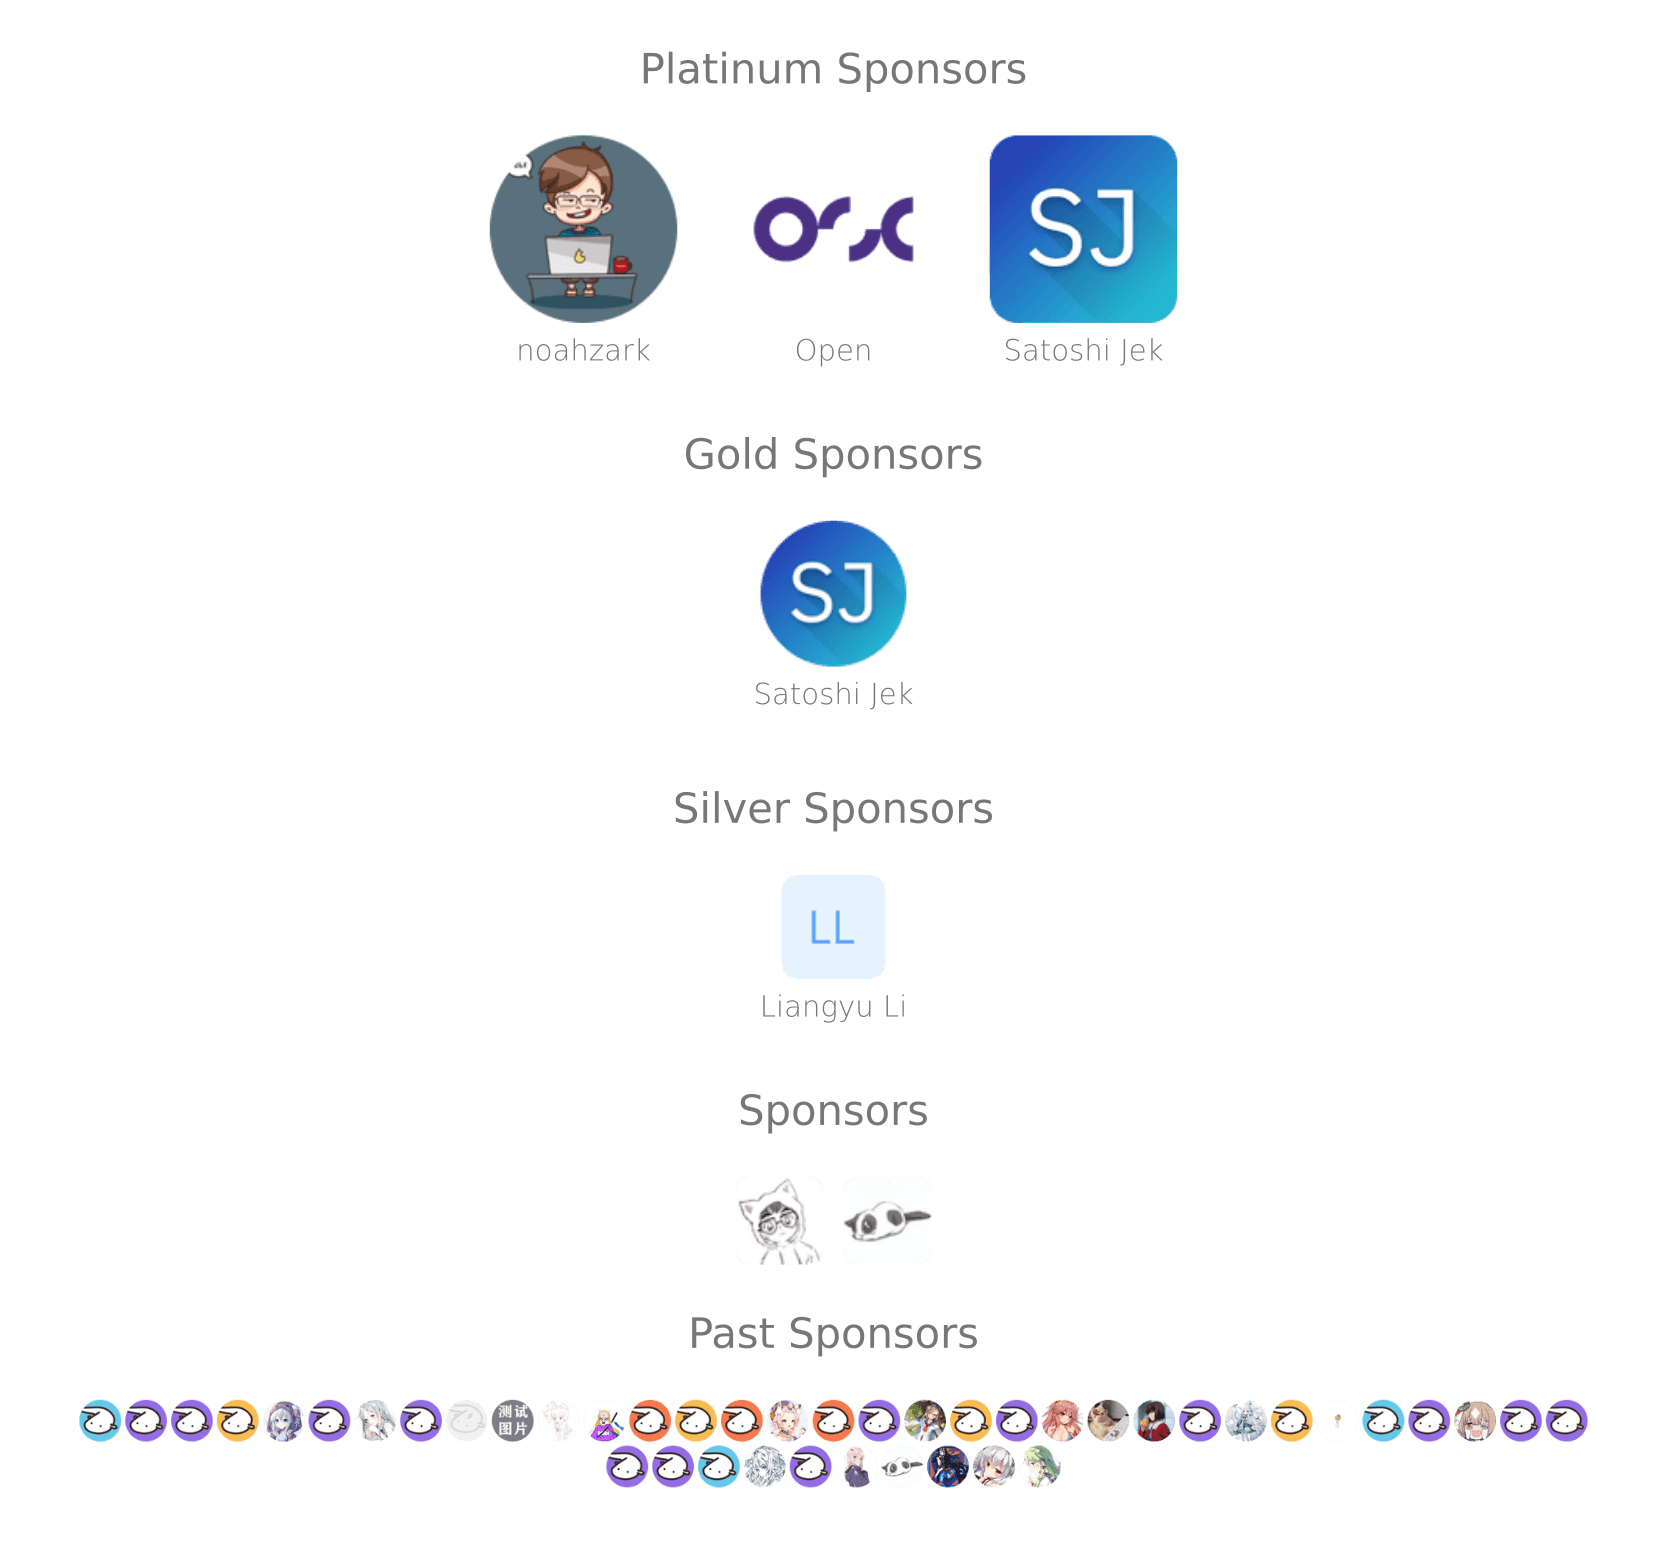 Platinum Sponsors
SJ
noahzark
Open
Satoshi Jek
Gold Sponsors
SJ
Satoshi Jek
Silver Sponsors
LL
Liangyu Li
Sponsors
Past Sponsors
测试
图片